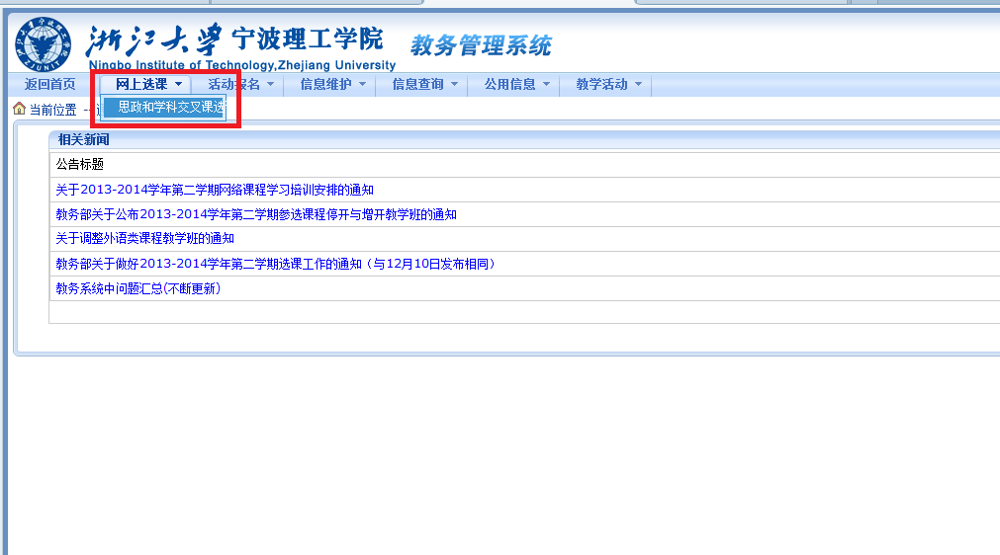 浙江大学 宁波理工学院 教务管理系统
Ningbo Institute of Technology,Zhejiang University
返回首页 网上选课 活动报名 信息维护 信息查询 公用信息 教学活动
当前位置 --
思政和学科交叉课选
相关新闻
公告标题
关于2013-2014学年第二学期网络课程学习培训安排的通知
教务部关于公布2013-2014学年第二学期参选课程停开与增开教学班的通知
关于调整外语类课程教学班的通知
教务部关于做好2013-2014学年第二学期选课工作的通知（与12月10日发布相同）
教务系统中问题汇总(不断更新)